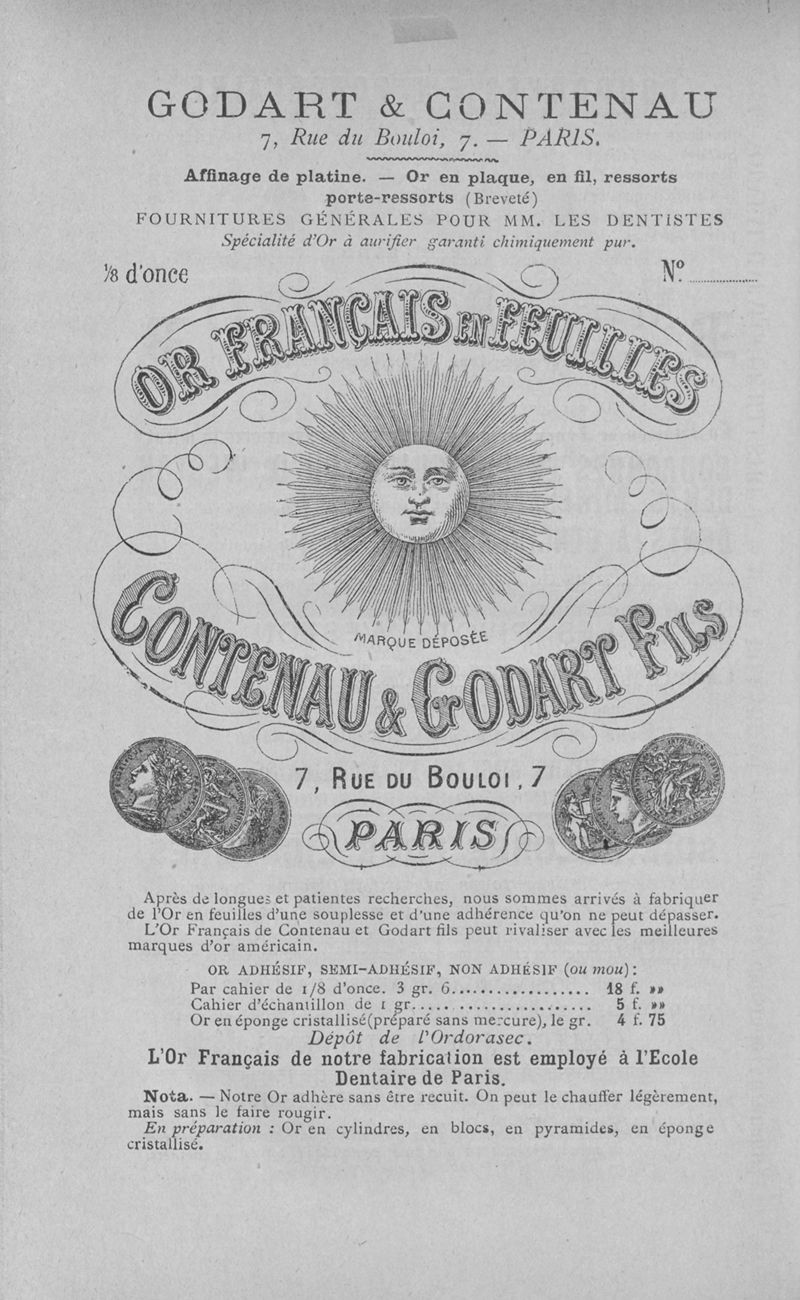 GODART & CONTENAU
7, Rue du Bouloi, 7. — PARIS.
Affinage de platine. — Or en plaque, en fil, ressorts
porte-ressorts (Breveté)
FOURNITURES GÉNÉRALES POUR MM. LES DENTISTES
Spécialité d'Or à aurifier garanti chimiquement pur.
1/8 d'once Nº
OR FRANÇAIS EN FEUILLES
MARQUE DÉPOSÉE
CONTENAU & GODART FILS
7, RUE DU BOULOI, 7
PARIS
Après de longues et patientes recherches, nous sommes arrivés à fabriquer
de l'Or en feuilles d'une souplesse et d'une adhérence qu'on ne peut dépasser.
L'Or Français de Contenau et Godart fils peut rivaliser avec les meilleures
marques d'or américain.
OR ADHÉSIF, SEMI-ADHÉSIF, NON ADHÉSIF (ou mou):
Par cahier de 1/8 d'once. 3 gr. 6.................. 18 f. »»
Cahier d'échantillon de 1 gr....................... 5 f. »»
Or en éponge cristallisé (préparé sans mercure), le gr. 4 f. 75
Dépôt de l'Ordorasec.
L'Or Français de notre fabrication est employé à l'Ecole
Dentaire de Paris.
Nota. — Notre Or adhère sans être recuit. On peut le chauffer légèrement,
mais sans le faire rougir.
En préparation : Or en cylindres, en blocs, en pyramides, en éponge
cristallisé.